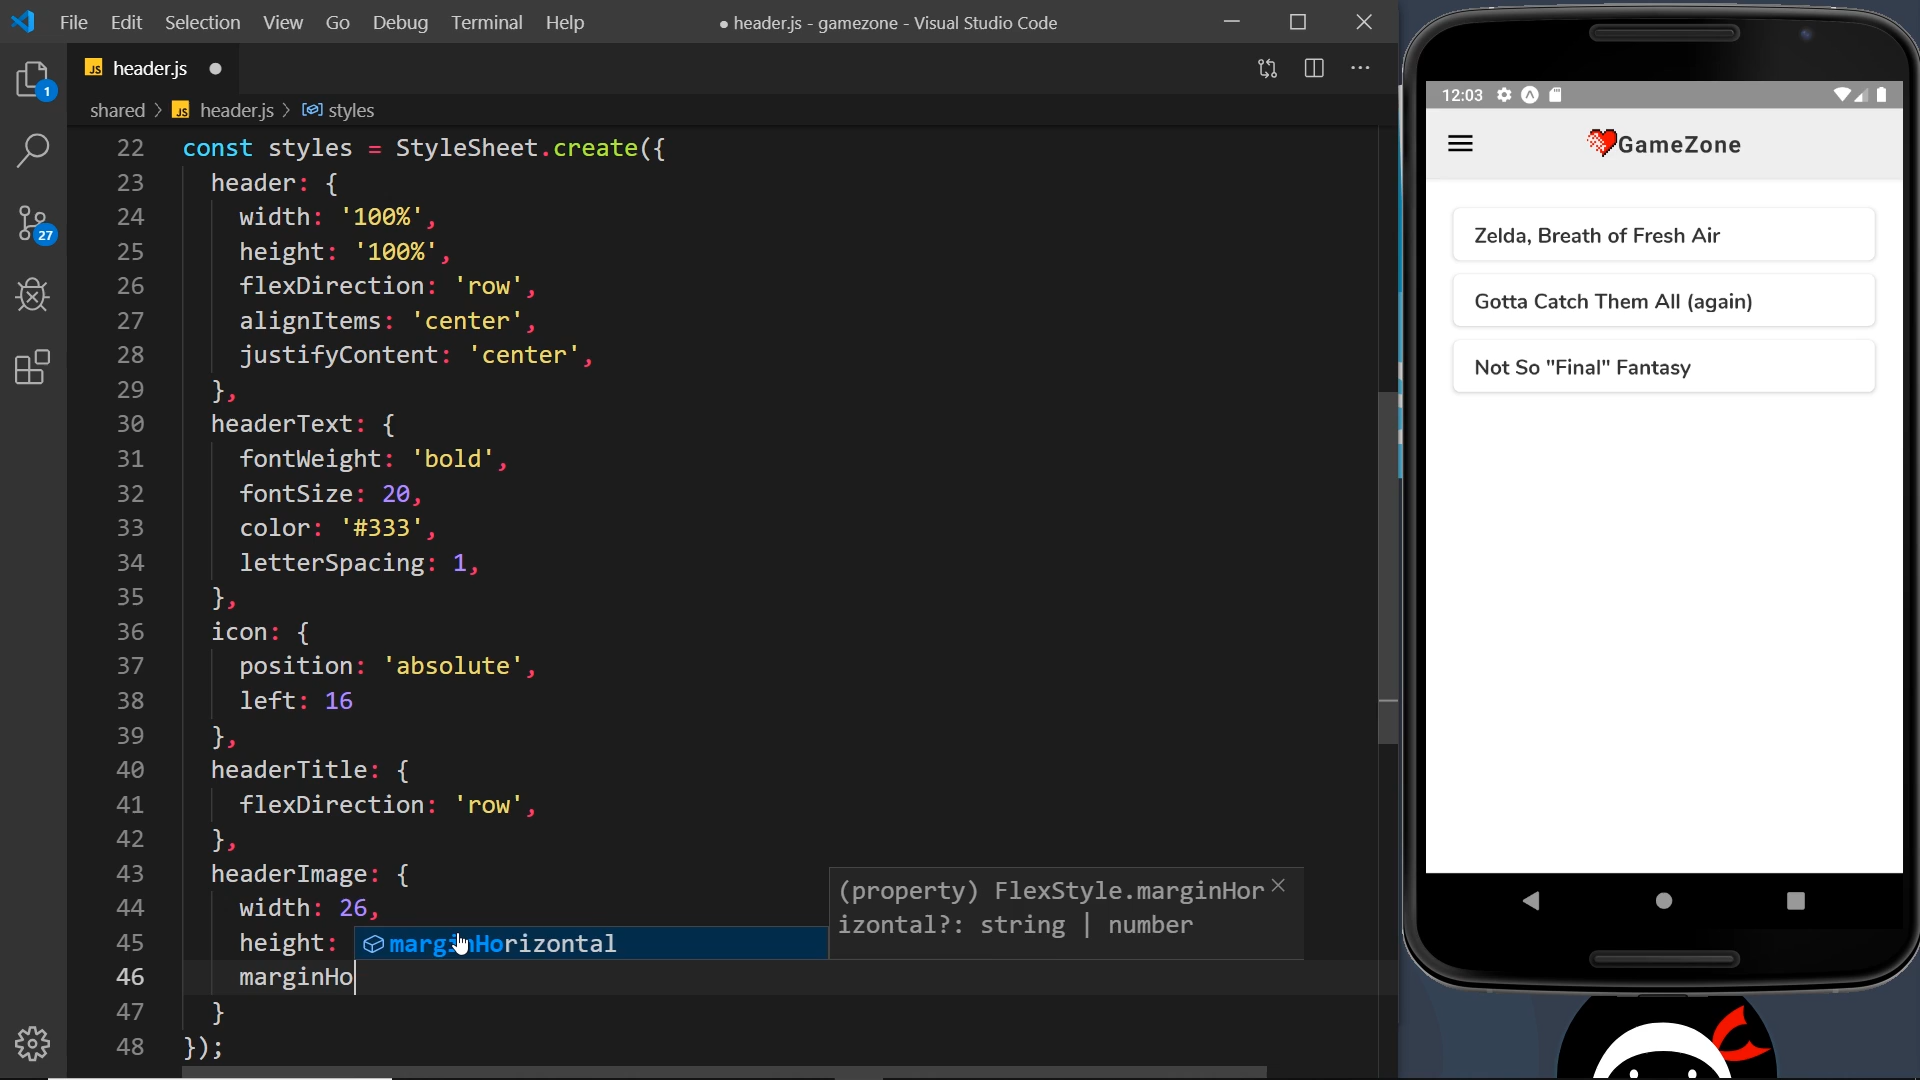 File Edit Selection View Go Debug Terminal Help
● header.js - gamezone - Visual Studio Code
JS header.js ●
shared > JS header.js > styles
1
27
22 const styles = StyleSheet.create({
23 header: {
24 width: '100%',
25 height: '100%',
26 flexDirection: 'row',
27 alignItems: 'center',
28 justifyContent: 'center',
29 },
30 headerText: {
31 fontWeight: 'bold',
32 fontSize: 20,
33 color: '#333',
34 letterSpacing: 1,
35 },
36 icon: {
37 position: 'absolute',
38 left: 16
39 },
40 headerTitle: {
41 flexDirection: 'row',
42 },
43 headerImage: {
44 width: 26,
45 height:
marginHorizontal
(property) FlexStyle.marginHor
izontal?: string | number
46 marginHo
47 }
48 });
12:03
GameZone
Zelda, Breath of Fresh Air
Gotta Catch Them All (again)
Not So "Final" Fantasy